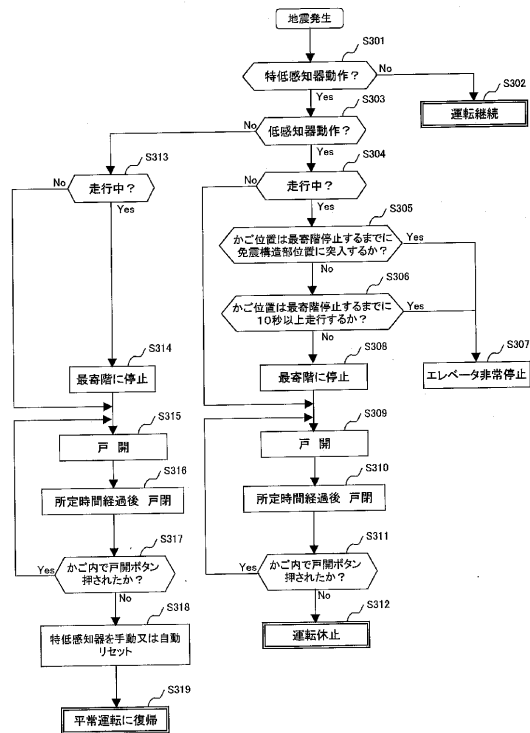 地震発生
S301
特低感知器動作？
No
S302
運転継続
Yes
S303
低感知器動作？
No
Yes
S304
走行中？
No
Yes
S305
かご位置は最寄階停止するまでに
免震構造部位置に突入するか？
Yes
No
S306
かご位置は最寄階停止するまでに
10秒以上走行するか？
Yes
No
S307
エレベータ非常停止
S308
最寄階に停止
S309
戸 開
S310
所定時間経過後 戸閉
S311
かご内で戸開ボタン
押されたか？
Yes
No
S312
運転休止
S313
走行中？
No
Yes
S314
最寄階に停止
S315
戸 開
S316
所定時間経過後 戸閉
S317
かご内で戸開ボタン
押されたか？
Yes
No
S318
特低感知器を手動又は自動
リセット
S319
平常運転に復帰